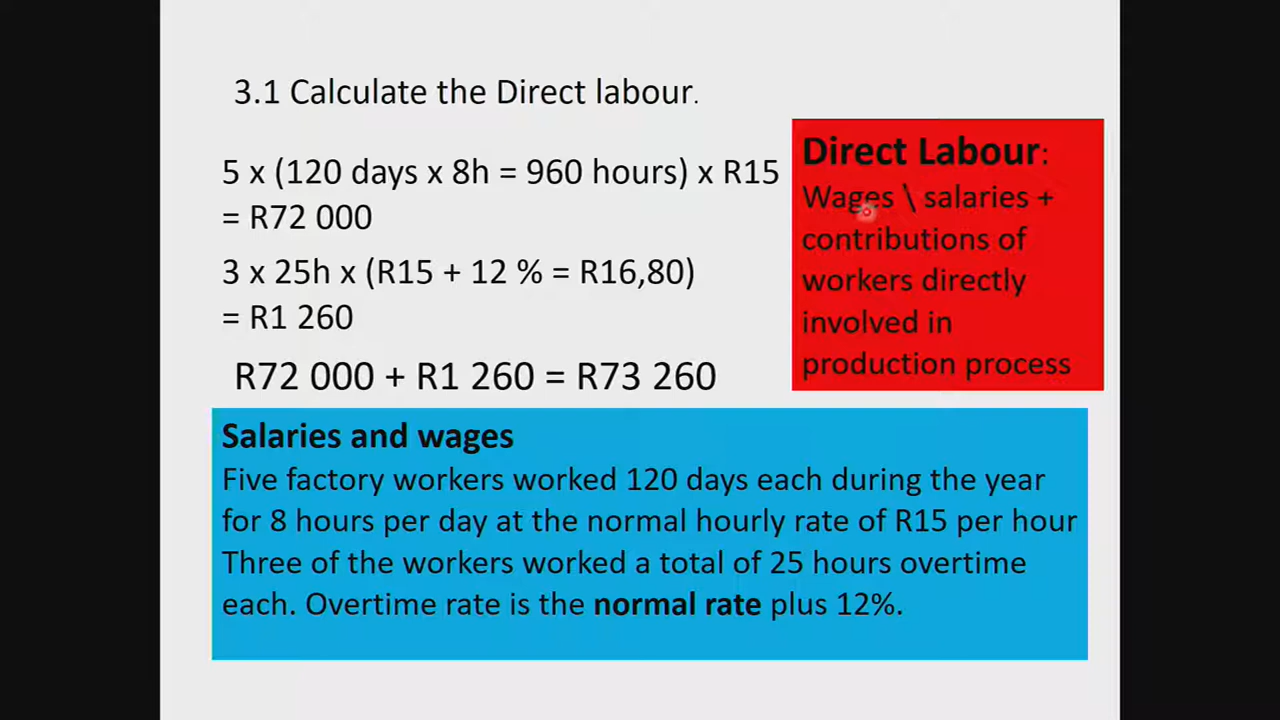 3.1 Calculate the Direct labour.
5 x (120 days x 8h = 960 hours) x R15
= R72 000
3 x 25h x (R15 + 12 % = R16,80)
= R1 260
R72 000 + R1 260 = R73 260
Direct Labour:
Wages \ salaries +
contributions of
workers directly
involved in
production process
Salaries and wages
Five factory workers worked 120 days each during the year
for 8 hours per day at the normal hourly rate of R15 per hour
Three of the workers worked a total of 25 hours overtime
each. Overtime rate is the normal rate plus 12%.